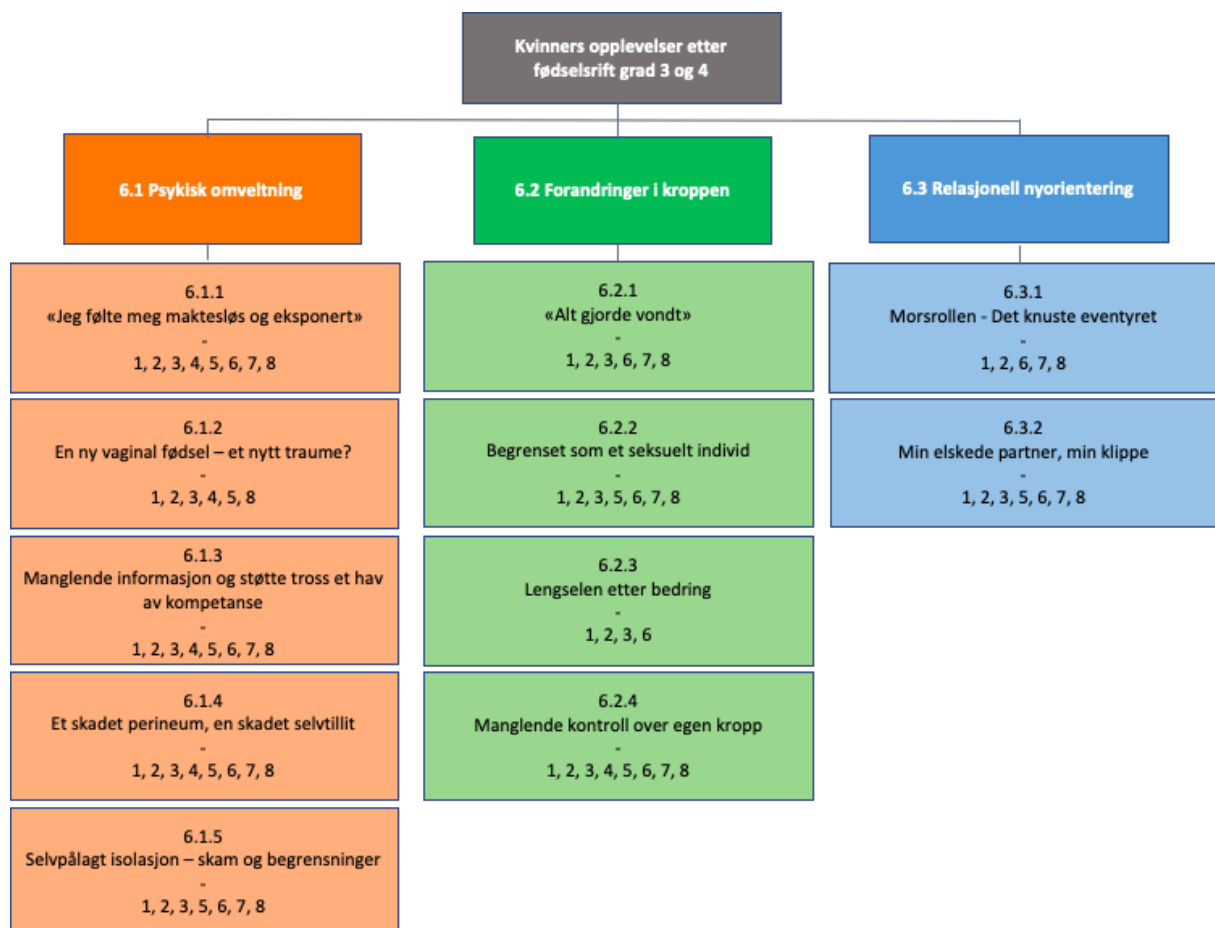 Kvinners opplevelser etter
fødselsrift grad 3 og 4
6.1 Psykisk omveltning
6.2 Forandringer i kroppen
6.3 Relasjonell nyorientering
6.1.1
«Jeg følte meg maktesløs og eksponert»
-
1, 2, 3, 4, 5, 6, 7, 8
6.1.2
En ny vaginal fødsel – et nytt traume?
-
1, 2, 3, 4, 5, 8
6.1.3
Manglende informasjon og støtte tross et hav
av kompetanse
-
1, 2, 3, 4, 5, 6, 7, 8
6.1.4
Et skadet perineum, en skadet selvtillit
-
1, 2, 3, 4, 5, 6, 7, 8
6.1.5
Selvpålagt isolasjon – skam og begrensninger
-
1, 2, 3, 5, 6, 7, 8
6.2.1
«Alt gjorde vondt»
-
1, 2, 3, 6, 7, 8
6.2.2
Begrenset som et seksuelt individ
-
1, 2, 3, 5, 6, 7, 8
6.2.3
Lengselen etter bedring
-
1, 2, 3, 6
6.2.4
Manglende kontroll over egen kropp
-
1, 2, 3, 4, 5, 6, 7, 8
6.3.1
Morsrollen - Det knuste eventyret
-
1, 2, 6, 7, 8
6.3.2
Min elskede partner, min klippe
-
1, 2, 3, 5, 6, 7, 8